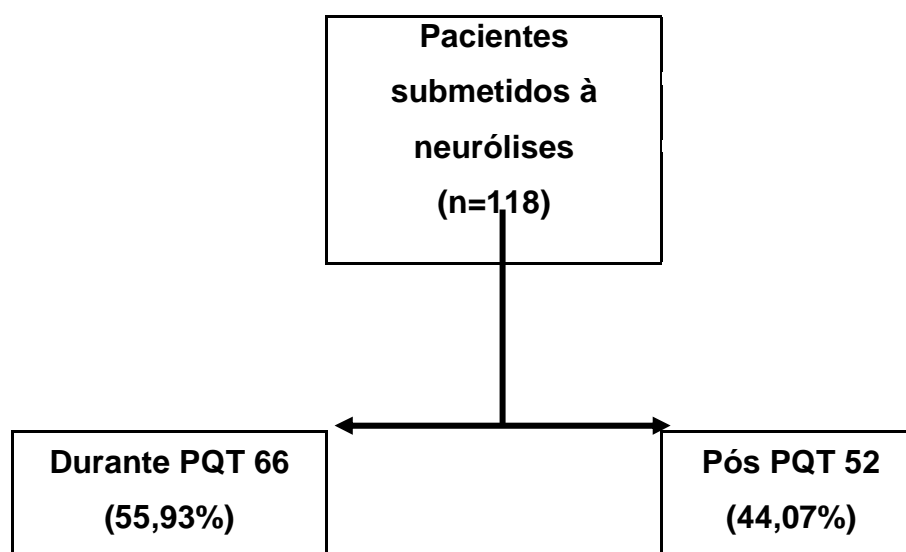 Pacientes
submetidos à
neurólises
(n=118)
Durante PQT 66
(55,93%)
Pós PQT 52
(44,07%)